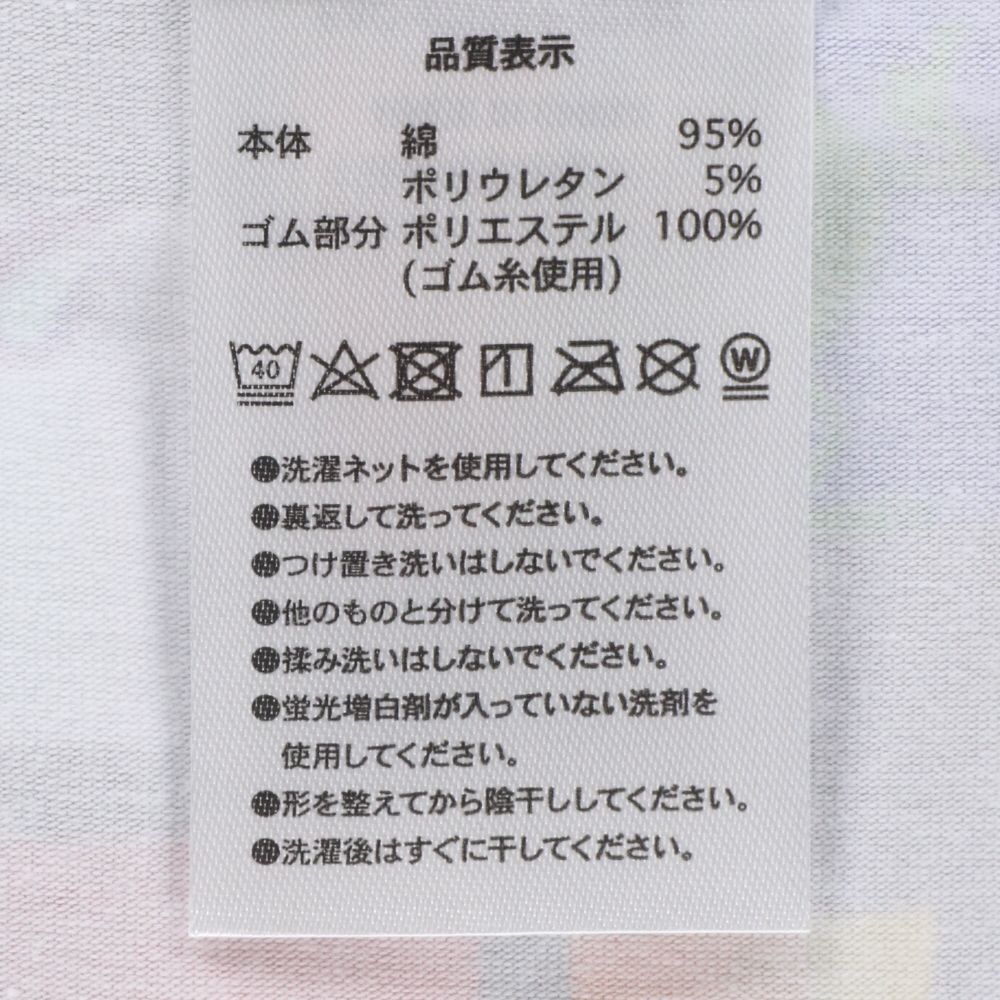 品質表示
本体 綿 95%
ポリウレタン 5%
ゴム部分 ポリエステル 100%
(ゴム糸使用)
40 W
●洗濯ネットを使用してください。
●裏返して洗ってください。
●つけ置き洗いはしないでください。
●他のものと分けて洗ってください。
●揉み洗いはしないでください。
●蛍光増白剤が入っていない洗剤を
使用してください。
●形を整えてから陰干ししてください。
●洗濯後はすぐに干してください。